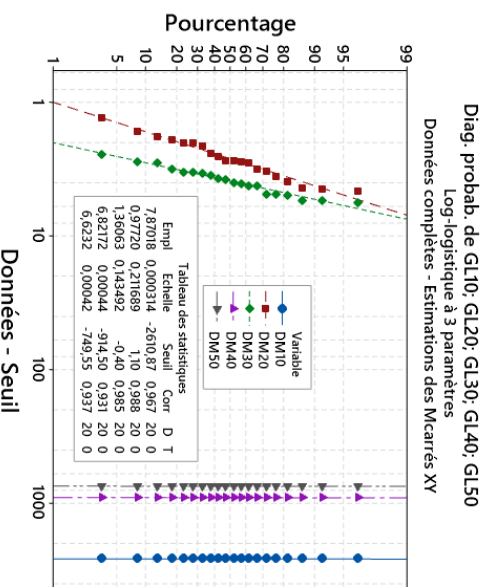 Diag. probab. de GL10; GL20; GL30; GL40; GL50
Log-logistique à 3 paramètres
Données complètes - Estimations des Mcarrés XY
Pourcentage
99
95
90
80
70
60
50
40
30
20
10
5
1
1
10
100
1000
Données - Seuil
Variable
DM10
DM20
DM30
DM40
DM50
Tableau des statistiques
Empl Echelle Seuil Corr D T
7,87018 0,000314 -2610,87 0,967 20 0
0,97720 0,211689 1,10 0,988 20 0
1,36063 0,143492 -0,40 0,985 20 0
6,82172 0,00044 -914,50 0,931 20 0
6,6232 0,00042 -749,55 0,937 20 0